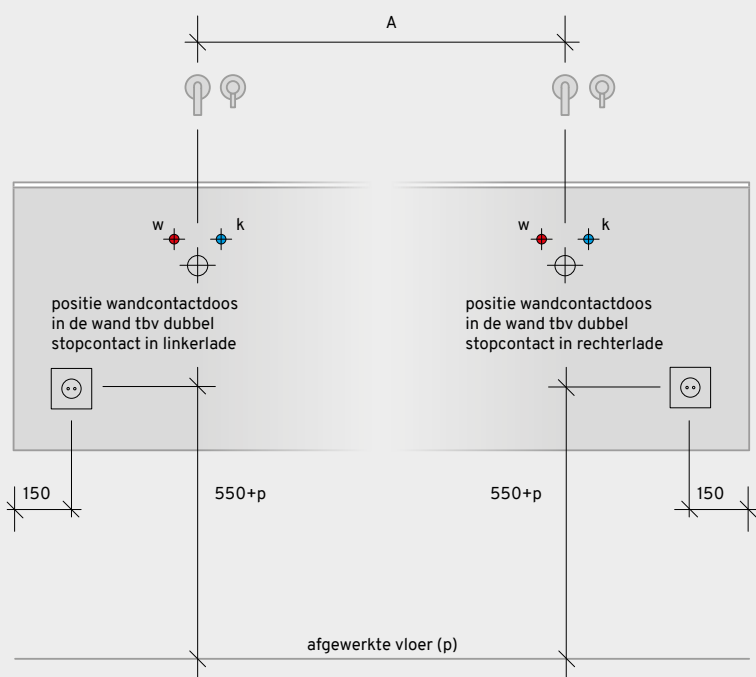 A
w
k
w
k
positie wandcontactdoos
in de wand tbv dubbel
stopcontact in linkerlade
positie wandcontactdoos
in de wand tbv dubbel
stopcontact in rechterlade
150
550+p
550+p
150
afgewerkte vloer (p)